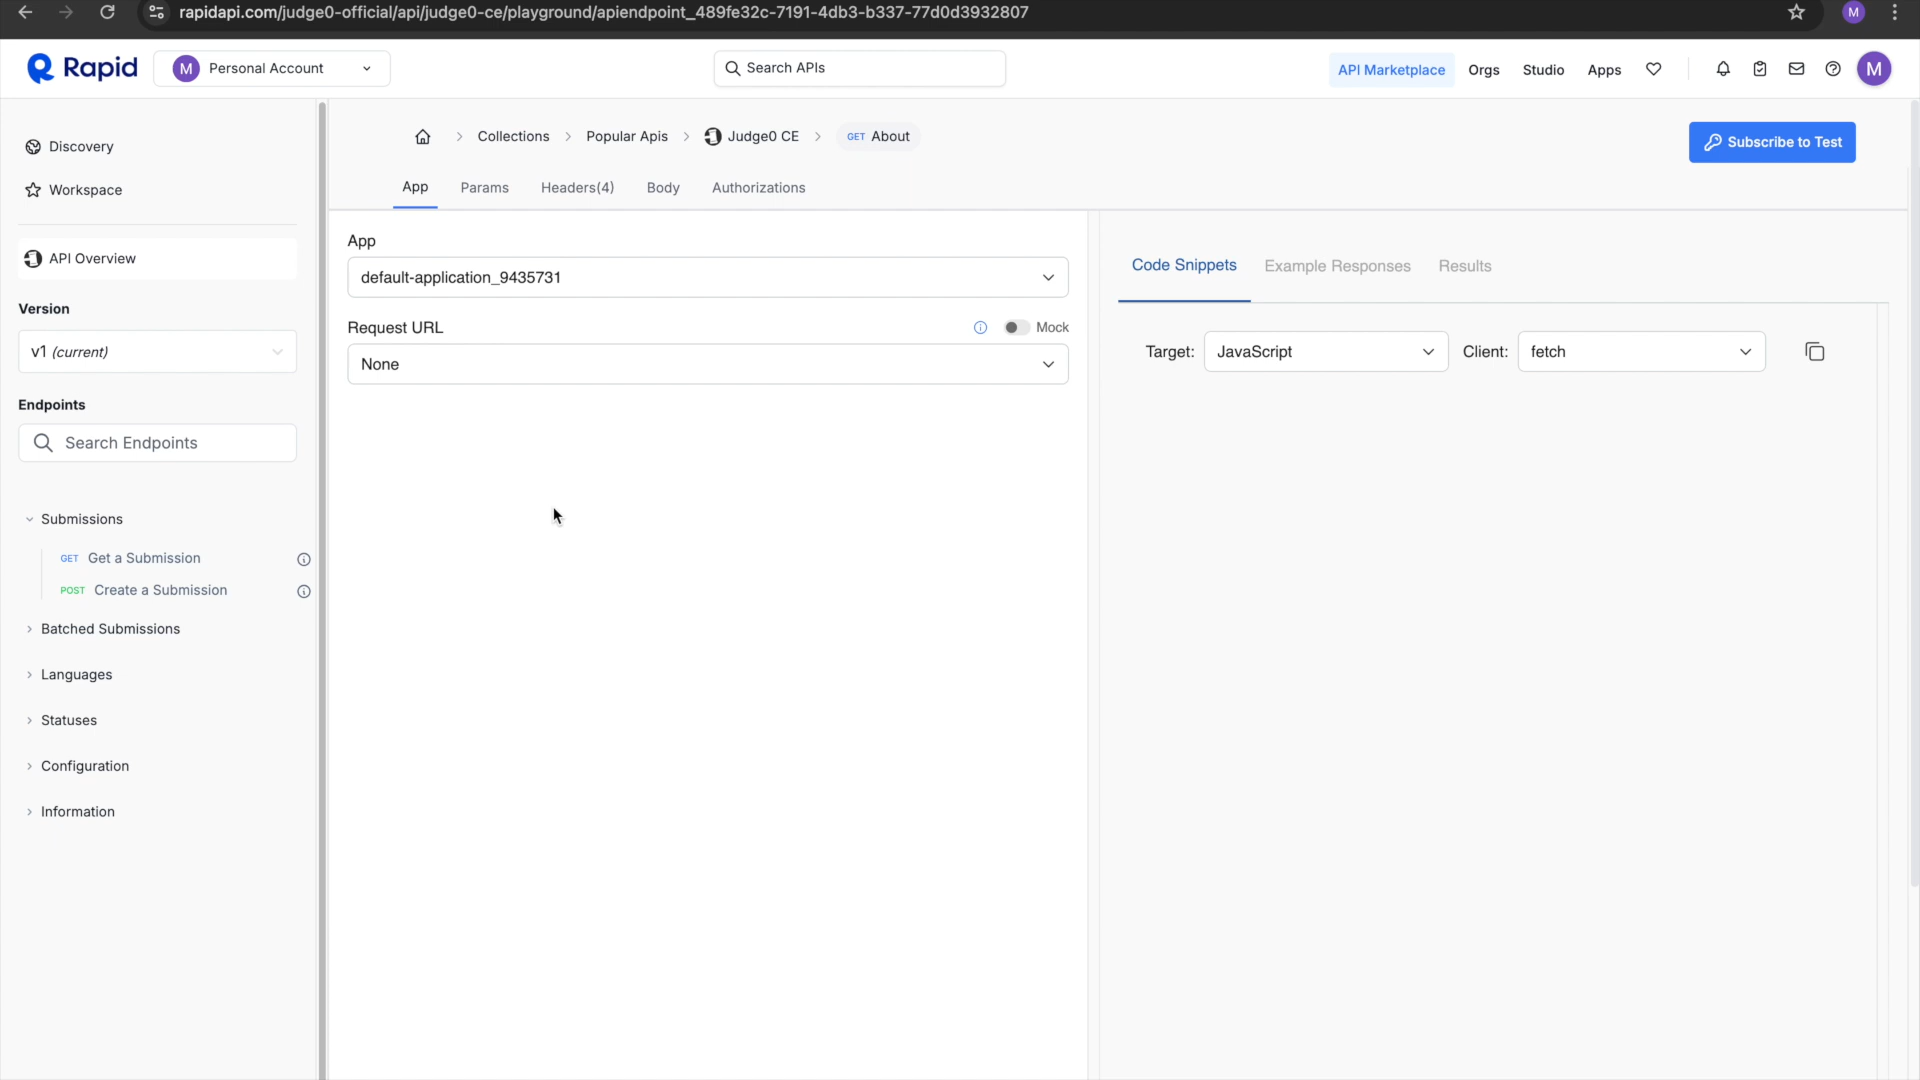 rapidapi.com/judge0-official/api/judge0-ce/playground/apiendpoint_489fe32c-7191-4db3-b337-77d0d3932807
M
Rapid
M Personal Account
Search APIs
API Marketplace
Orgs
Studio
Apps
M
Discovery
Workspace
API Overview
Version
v1 (current)
Endpoints
Search Endpoints
Submissions
GET Get a Submission
POST Create a Submission
Batched Submissions
Languages
Statuses
Configuration
Information
Collections
Popular Apis
Judge0 CE
GET About
Subscribe to Test
App
Params
Headers(4)
Body
Authorizations
App
default-application_9435731
Request URL
Mock
None
Code Snippets
Example Responses
Results
Target: JavaScript
Client: fetch